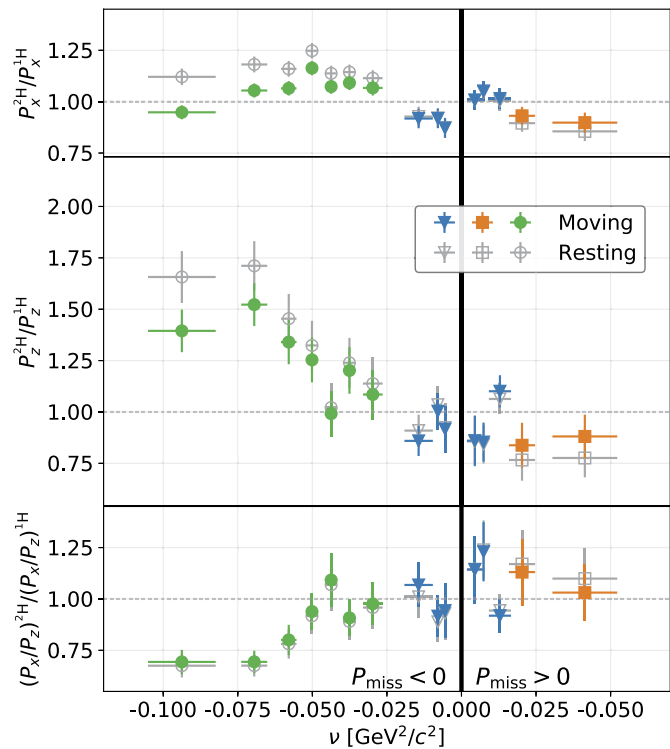 P_x^{2H}/P_x^{1H}
1.25
1.00
0.75
P_z^{2H}/P_z^{1H}
2.00
1.75
1.50
1.25
1.00
0.75
Moving
Resting
(P_x/P_z)^{2H}/(P_x/P_z)^{1H}
1.25
1.00
0.75
P_miss < 0
P_miss > 0
-0.100 -0.075 -0.050 -0.025 0.000 -0.025 -0.050
ν [GeV²/c²]